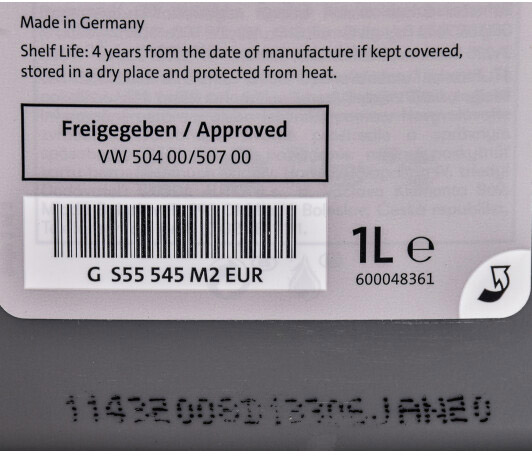 Made in Germany
Shelf Life: 4 years from the date of manufacture if kept covered,
stored in a dry place and protected from heat.
Freigegeben / Approved
VW 504 00/507 00
G S55 545 M2 EUR
1L e
600048361